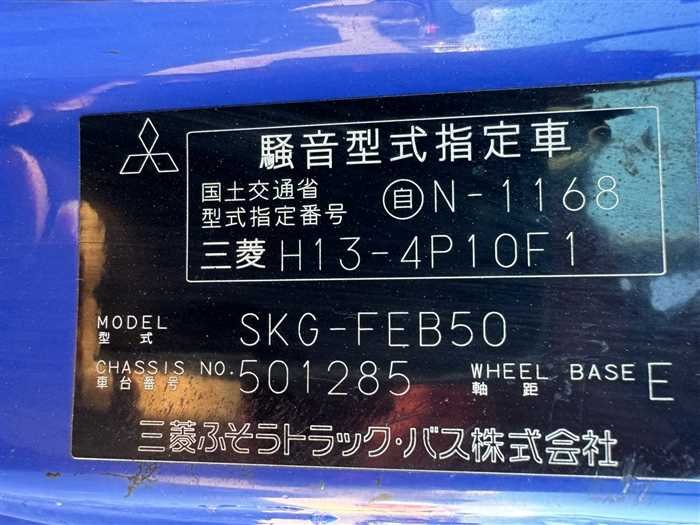 騒音型式指定車
国土交通省
型式指定番号 自N-1168
三菱 H13-4P10F1
MODEL
型式 SKG-FEB50
CHASSIS NO. 501285 WHEEL BASE E
車台番号 軸距
三菱ふそうトラック・バス株式会社